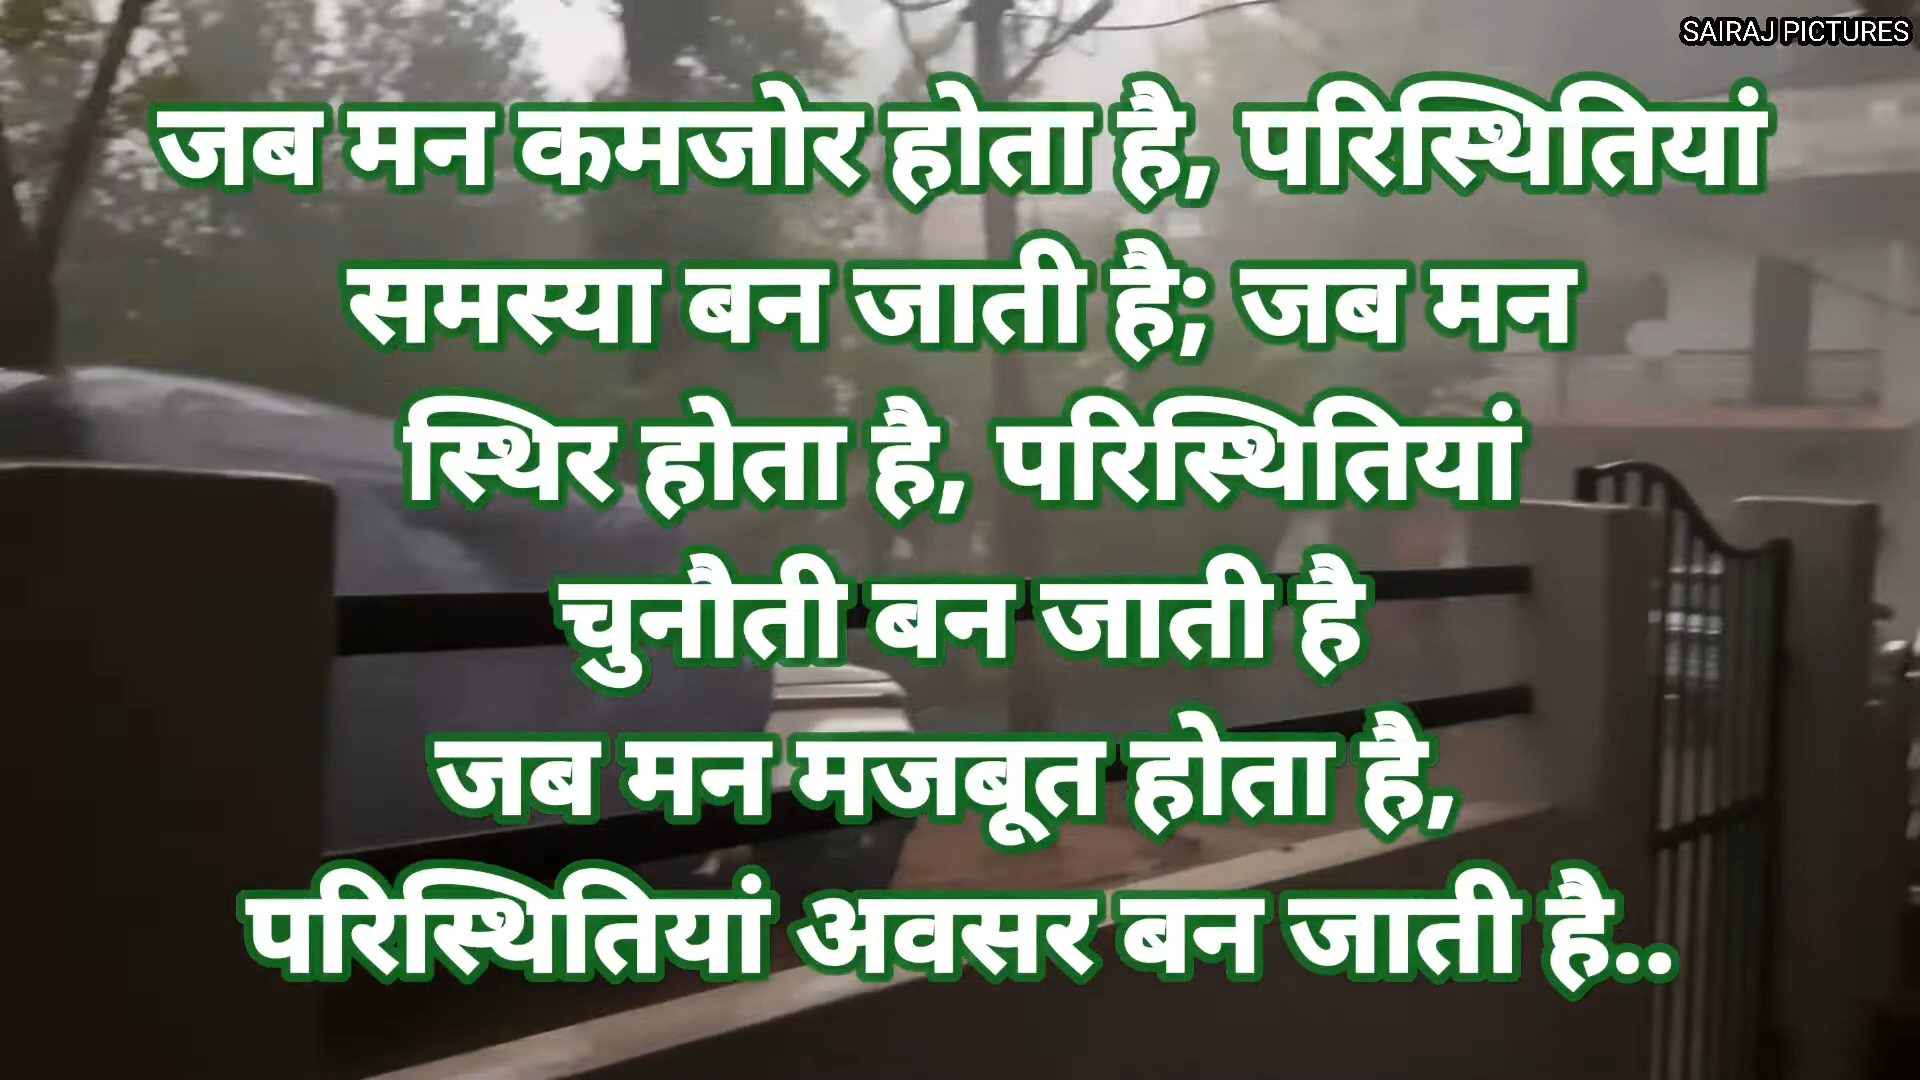 SAIRAJ PICTURES
जब मन कमजोर होता है, परिस्थितियां
समस्या बन जाती है; जब मन
स्थिर होता है, परिस्थितियां
चुनौती बन जाती है
जब मन मजबूत होता है,
परिस्थितियां अवसर बन जाती है..